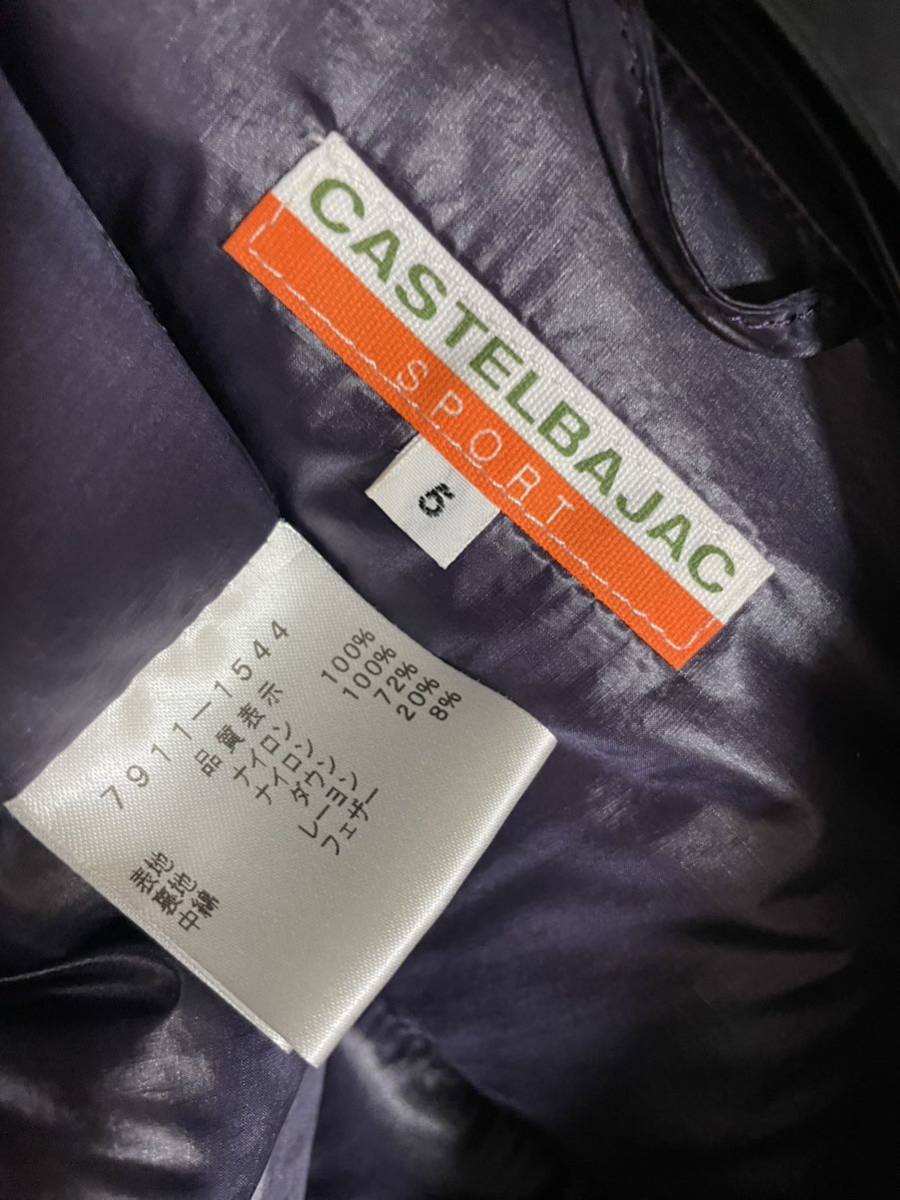 CASTELBAJAC
SPORT
7911—1544
品質表示
表地 ナイロン 100%
裏地 ナイロン 100%
中綿 ダウン 72%
レーヨン 20%
フェザー 8%